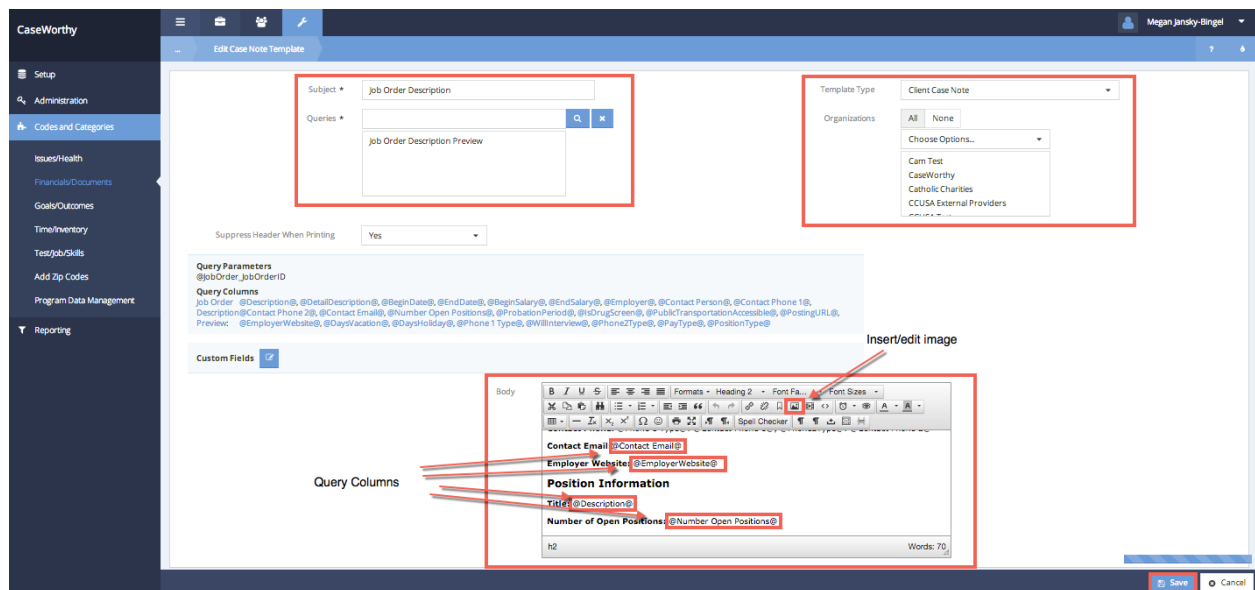 CaseWorthy
Megan Jansky-Bingel
... Edit Case Note Template ?
Setup
Administration
Codes and Categories
Issues/Health
Financials/Documents
Goals/Outcomes
Time/Inventory
Test/Job/Skills
Add Zip Codes
Program Data Management
Reporting
Subject * Job Order Description
Queries *
Job Order Description Preview
Template Type Client Case Note
Organizations All None
Choose Options...
Cam Test
CaseWorthy
Catholic Charities
CCUSA External Providers
Suppress Header When Printing Yes
Query Parameters
@JobOrder_JobOrderID
Query Columns
Job Order @Description@, @DetailDescription@, @BeginDate@, @EndDate@, @BeginSalary@, @EndSalary@, @Employer@, @Contact Person@, @Contact Phone 1@,
Description@Contact Phone 2@, @Contact Email@, @Number Open Positions@, @ProbationPeriod@, @IsDrugScreen@, @PublicTransportationAccessible@, @PostingURL@,
Preview: @EmployerWebsite@, @DaysVacation@, @DaysHoliday@, @Phone 1 Type@, @WillInterview@, @Phone2Type@, @PayType@, @PositionType@
Insert/edit image
Custom Fields
Body
B I U S Formats Heading 2 Font Fa... Font Sizes
Spell Checker
Contact Email: @Contact Email@
Employer Website: @EmployerWebsite@
Position Information
Query Columns
Title: @Description@
Number of Open Positions: @Number Open Positions@
h2 Words: 70
Save Cancel